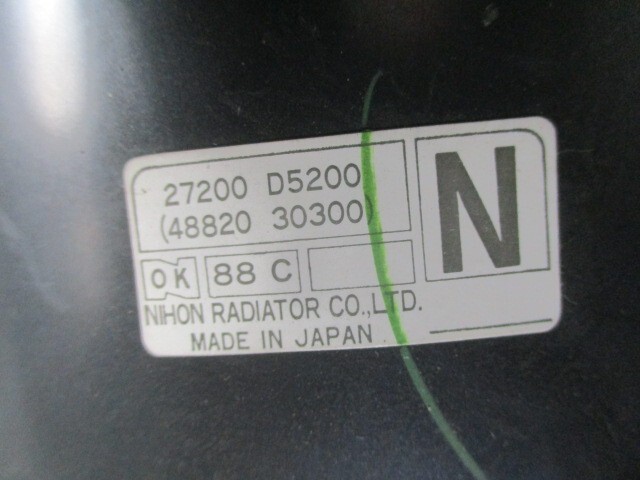 27200 D5200
(48820 30300)
N
OK 88 C
NIHON RADIATOR CO.,LTD.
MADE IN JAPAN